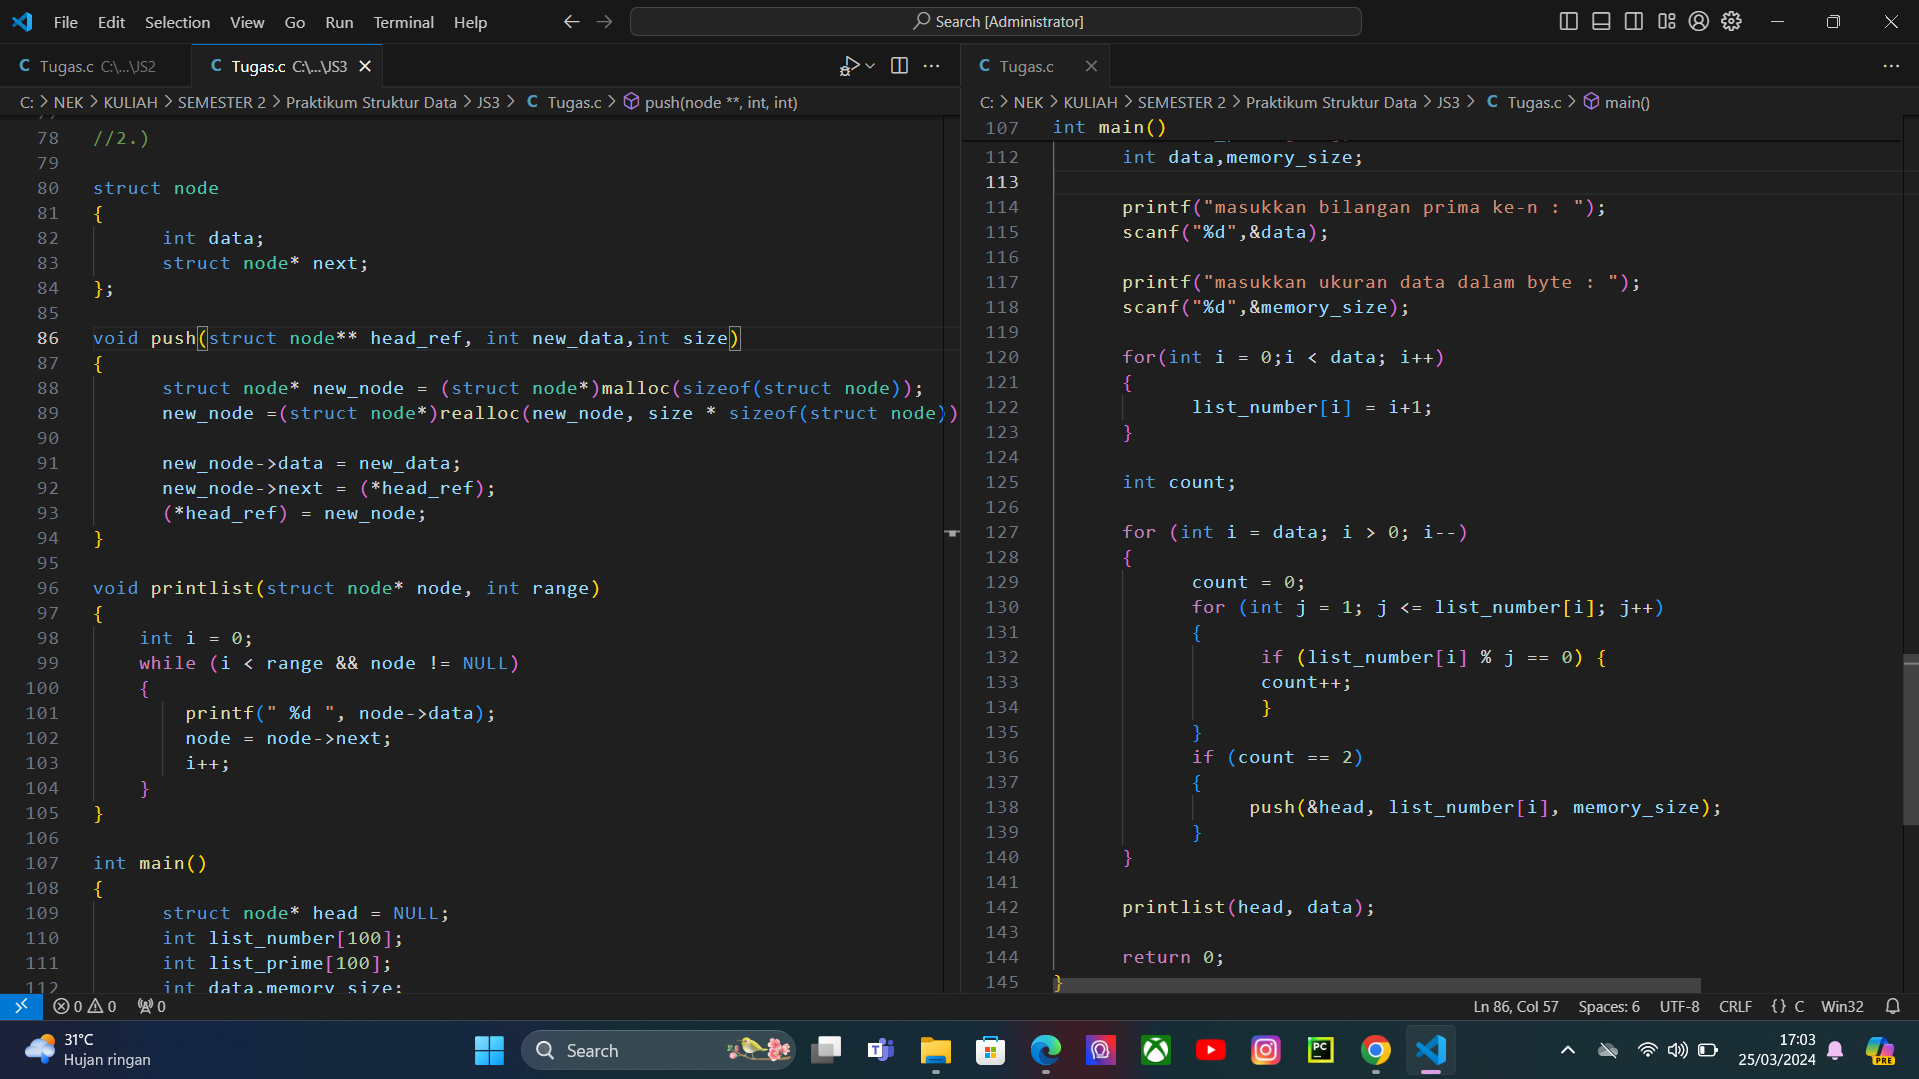 File Edit Selection View Go Run Terminal Help
Search [Administrator]
Tugas.c C:\...\JS2
Tugas.c C:\...\JS3
C: > NEK > KULIAH > SEMESTER 2 > Praktikum Struktur Data > JS3 > C Tugas.c > push(node **, int, int)
78 //2.)
79
80 struct node
81 {
82 int data;
83 struct node* next;
84 };
85
86 void push(struct node** head_ref, int new_data,int size)
87 {
88 struct node* new_node = (struct node*)malloc(sizeof(struct node));
89 new_node =(struct node*)realloc(new_node, size * sizeof(struct node))
90
91 new_node->data = new_data;
92 new_node->next = (*head_ref);
93 (*head_ref) = new_node;
94 }
95
96 void printlist(struct node* node, int range)
97 {
98 int i = 0;
99 while (i < range && node != NULL)
100 {
101 printf(" %d ", node->data);
102 node = node->next;
103 i++;
104 }
105 }
106
107 int main()
108 {
109 struct node* head = NULL;
110 int list_number[100];
111 int list_prime[100];
112 int data,memory_size;
C Tugas.c
C: > NEK > KULIAH > SEMESTER 2 > Praktikum Struktur Data > JS3 > C Tugas.c > main()
107 int main()
112 int data,memory_size;
113
114 printf("masukkan bilangan prima ke-n : ");
115 scanf("%d",&data);
116
117 printf("masukkan ukuran data dalam byte : ");
118 scanf("%d",&memory_size);
119
120 for(int i = 0;i < data; i++)
121 {
122 list_number[i] = i+1;
123 }
124
125 int count;
126
127 for (int i = data; i > 0; i--)
128 {
129 count = 0;
130 for (int j = 1; j <= list_number[i]; j++)
131 {
132 if (list_number[i] % j == 0) {
133 count++;
134 }
135 }
136 if (count == 2)
137 {
138 push(&head, list_number[i], memory_size);
139 }
140 }
141
142 printlist(head, data);
143
144 return 0;
145 }
0 0 0
Ln 86, Col 57 Spaces: 6 UTF-8 CRLF {} C Win32
31°C
Hujan ringan
Search
PC
17:03
25/03/2024
PRE